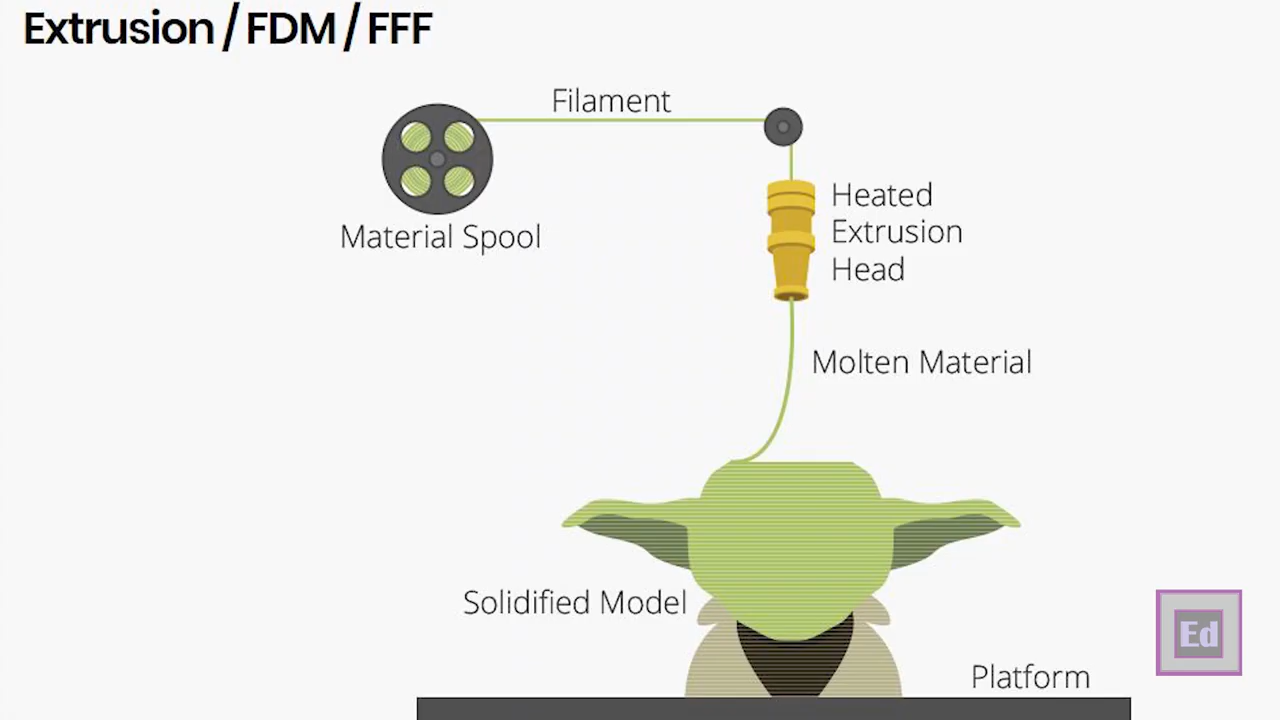 Extrusion / FDM / FFF
Filament
Material Spool
Heated
Extrusion
Head
Molten Material
Solidified Model
Platform
Ed